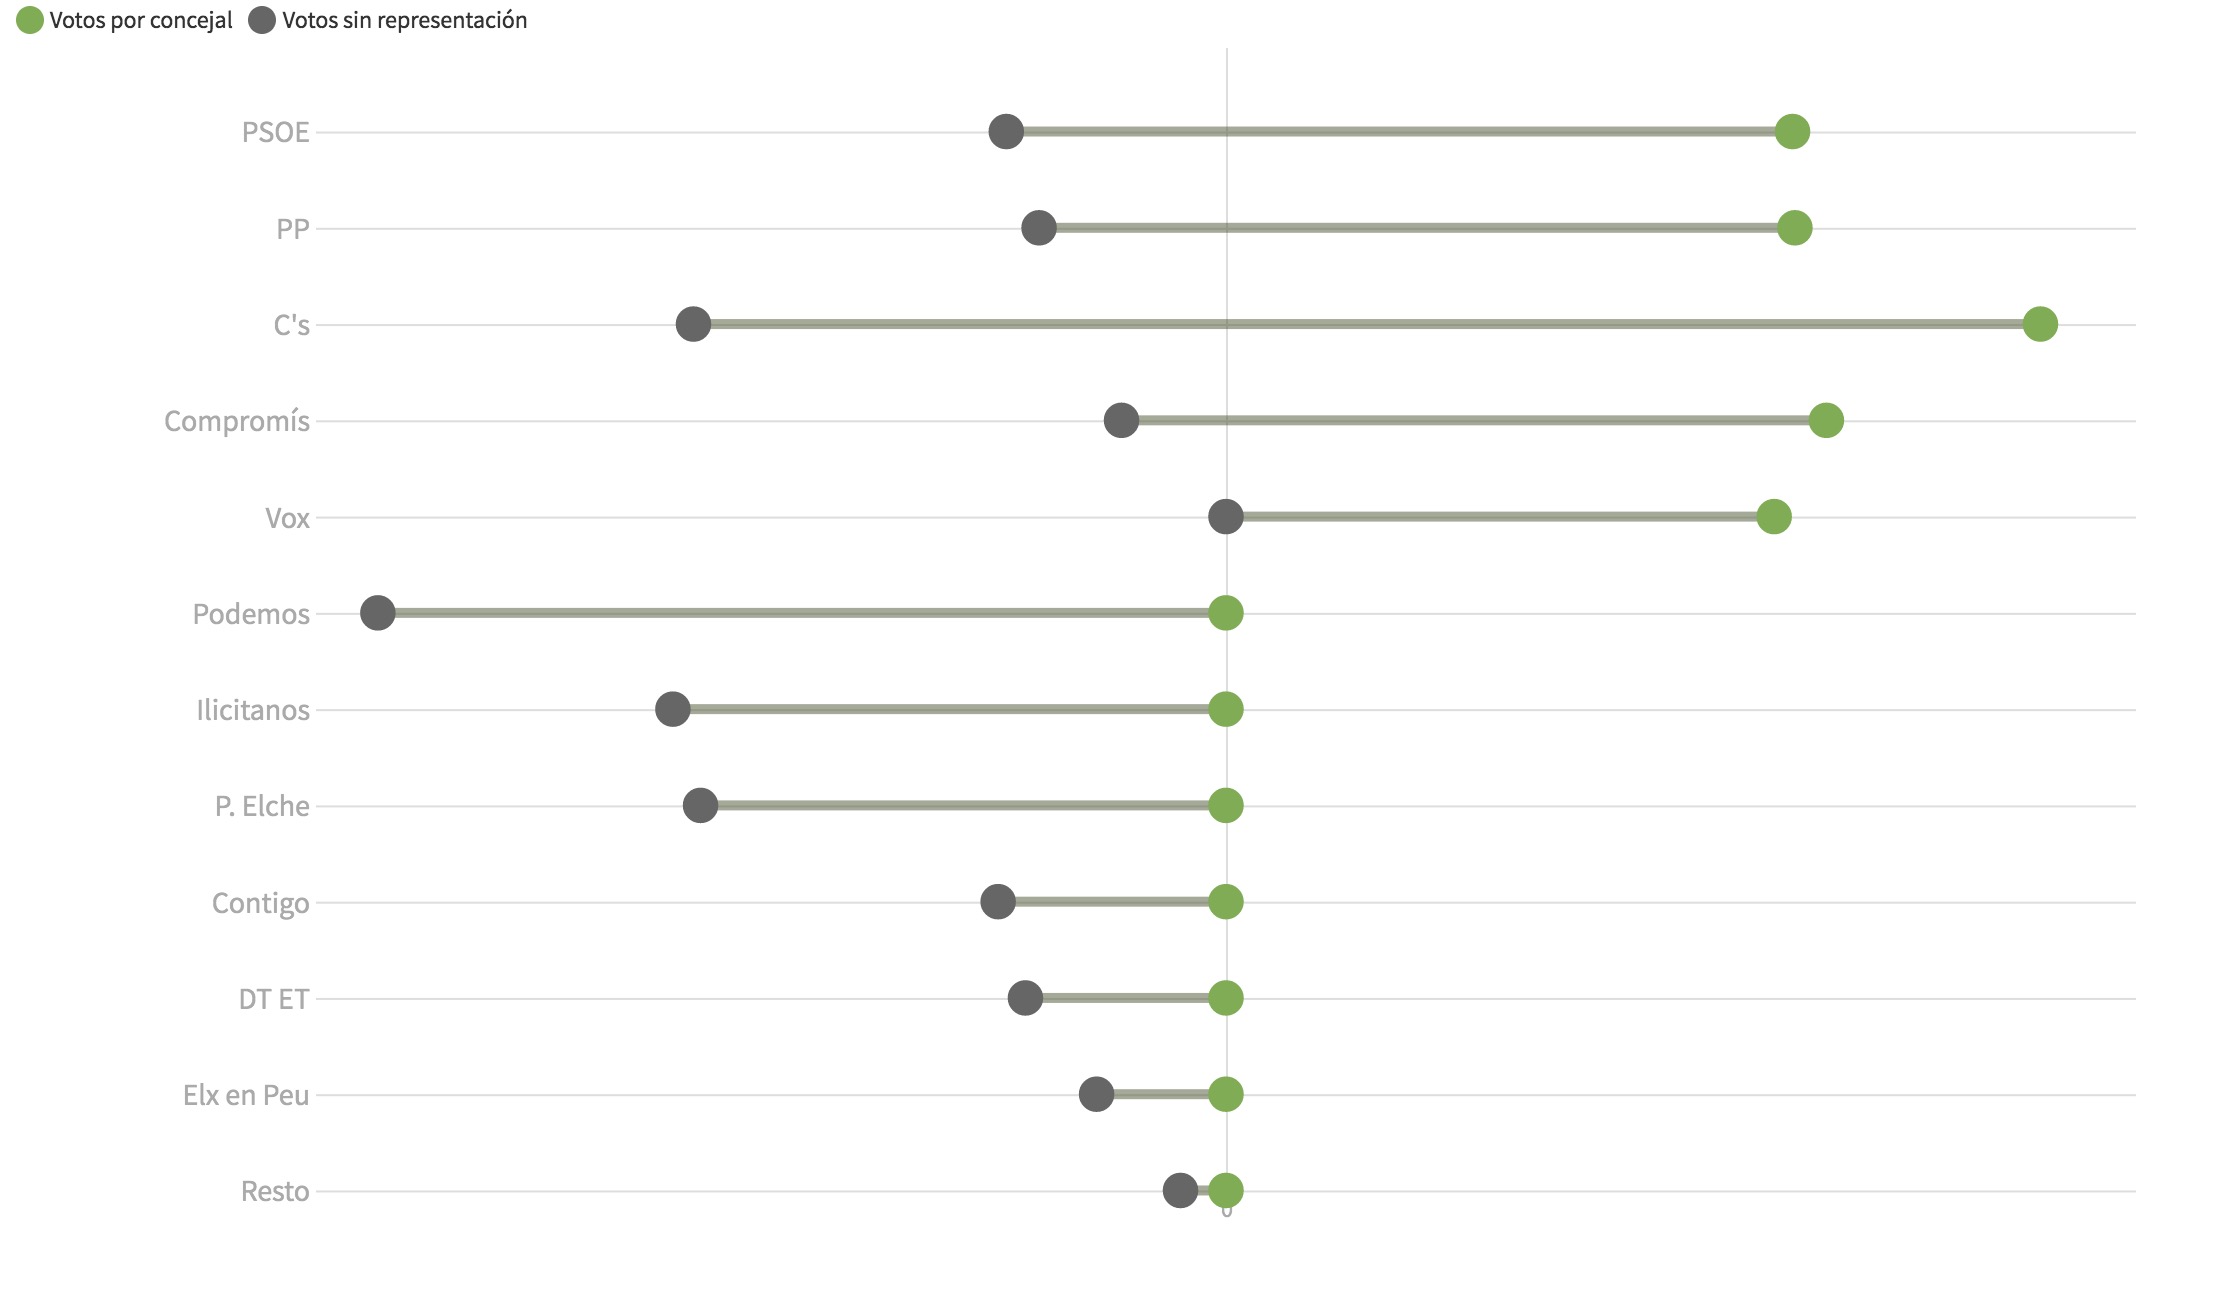 Votos por concejal Votos sin representación
PSOE
PP
C's
Compromís
Vox
Podemos
Ilicitanos
P. Elche
Contigo
DT ET
Elx en Peu
Resto
0